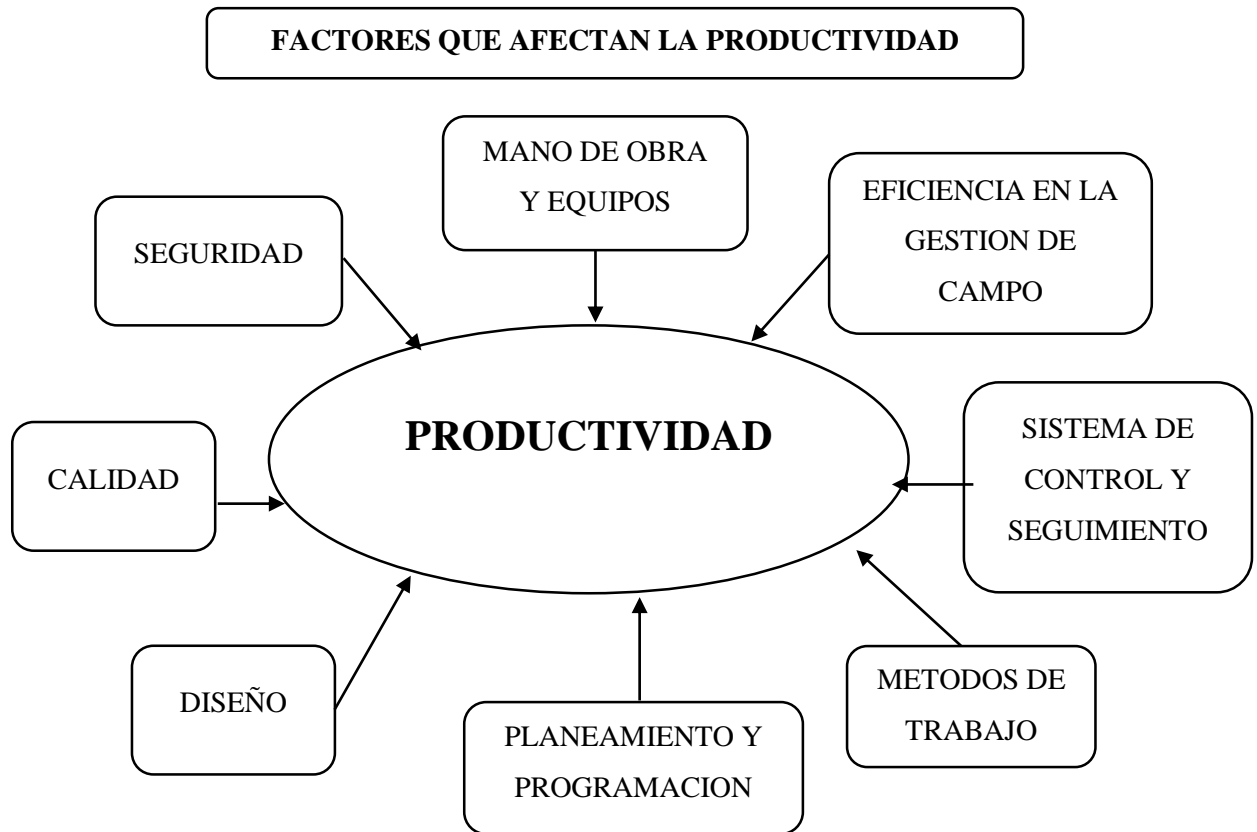 FACTORES QUE AFECTAN LA PRODUCTIVIDAD
MANO DE OBRA
Y EQUIPOS
EFICIENCIA EN LA
GESTION DE
CAMPO
SEGURIDAD
PRODUCTIVIDAD
SISTEMA DE
CONTROL Y
SEGUIMIENTO
CALIDAD
DISEÑO
PLANEAMIENTO Y
PROGRAMACION
METODOS DE
TRABAJO